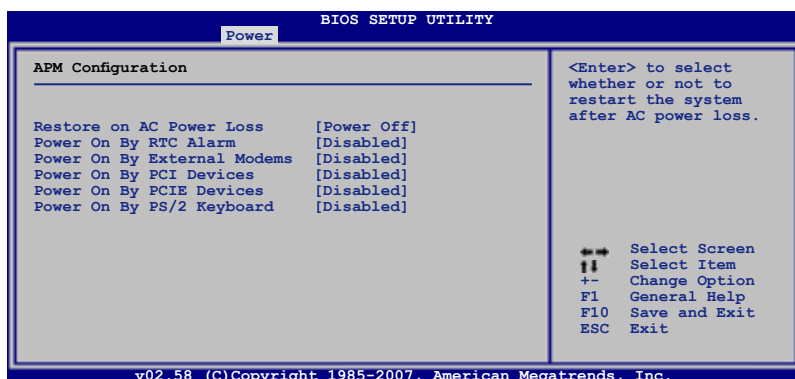 BIOS SETUP UTILITY
Power
APM Configuration
Restore on AC Power Loss [Power Off]
Power On By RTC Alarm [Disabled]
Power On By External Modems [Disabled]
Power On By PCI Devices [Disabled]
Power On By PCIE Devices [Disabled]
Power On By PS/2 Keyboard [Disabled]
<Enter> to select
whether or not to
restart the system
after AC power loss.
←→ Select Screen
↑↓ Select Item
+- Change Option
F1 General Help
F10 Save and Exit
ESC Exit
v02.58 (C)Copyright 1985-2007, American Megatrends, Inc.